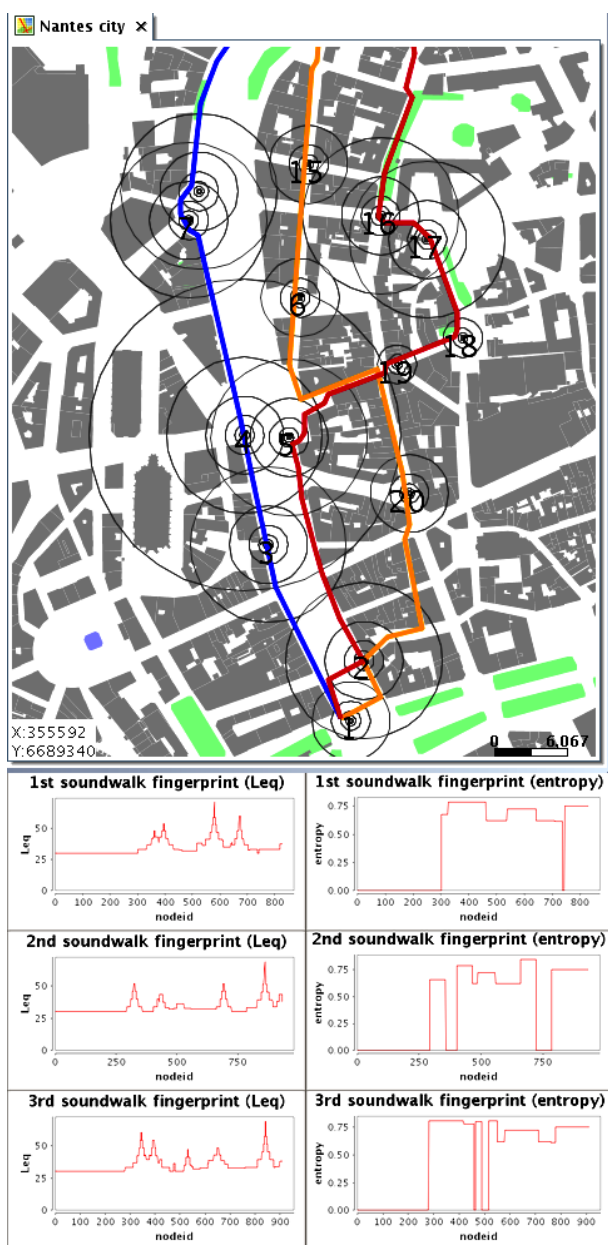 Nantes city
15
16
7
17
6
18
19
4
5
20
3
2
1
X:355592
Y:6689340
0 6,067
1st soundwalk fingerprint (Leq)
Leq
50
25
0
0 100 200 300 400 500 600 700 800
nodeid
1st soundwalk fingerprint (entropy)
entropy
0.75
0.50
0.25
0.00
0 100 200 300 400 500 600 700 800
nodeid
2nd soundwalk fingerprint (Leq)
Leq
50
25
0
0 250 500 750
nodeid
2nd soundwalk fingerprint (entropy)
entropy
0.75
0.50
0.25
0.00
0 250 500 750
nodeid
3rd soundwalk fingerprint (Leq)
Leq
50
25
0
0 100 200 300 400 500 600 700 800 900
nodeid
3rd soundwalk fingerprint (entropy)
entropy
0.75
0.50
0.25
0.00
0 100 200 300 400 500 600 700 800 900
nodeid